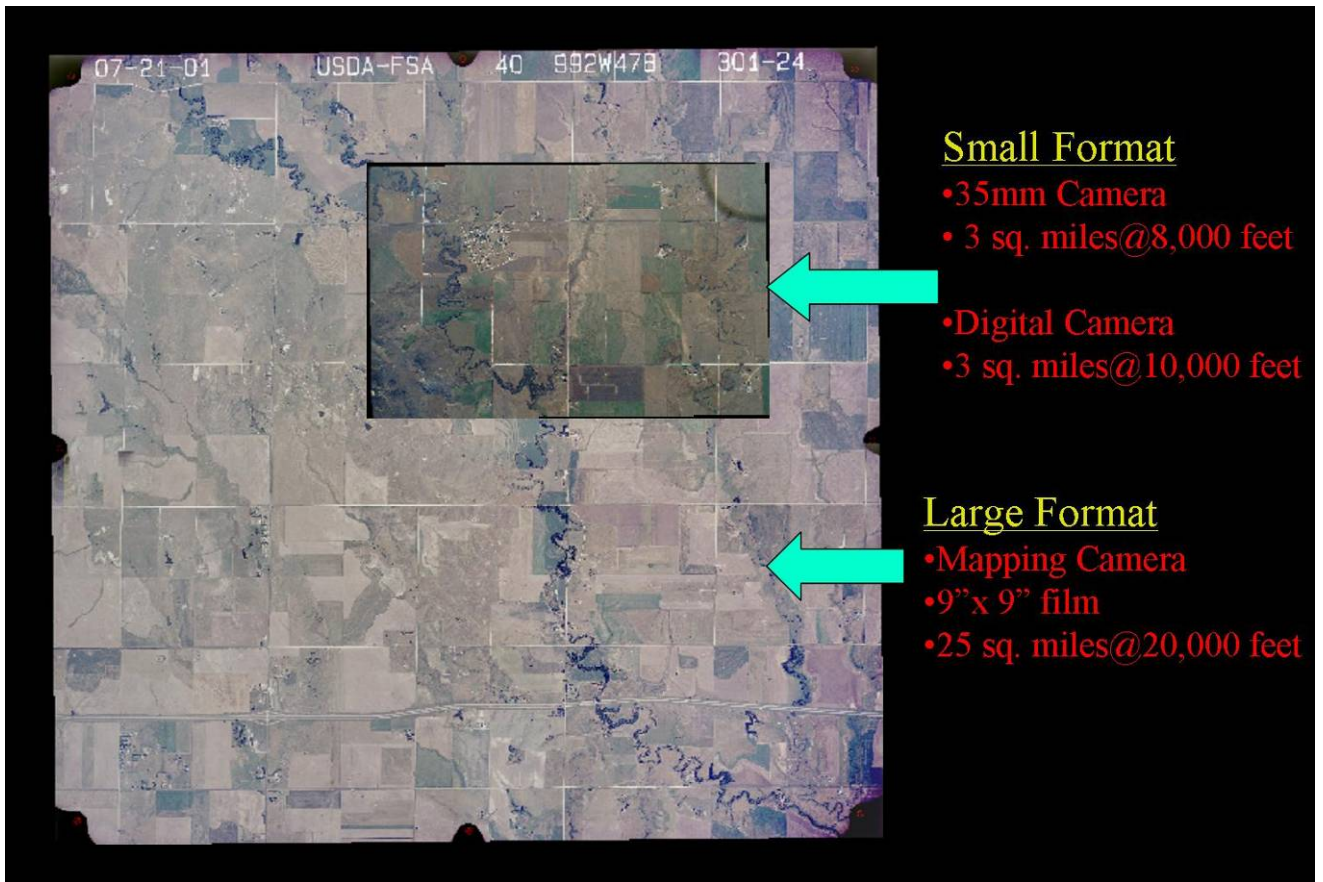 07-21-01 USDA-FSA 40 992W479 301-24
Small Format
•35mm Camera
• 3 sq. miles@8,000 feet
•Digital Camera
•3 sq. miles@10,000 feet
Large Format
•Mapping Camera
•9”x 9” film
•25 sq. miles@20,000 feet